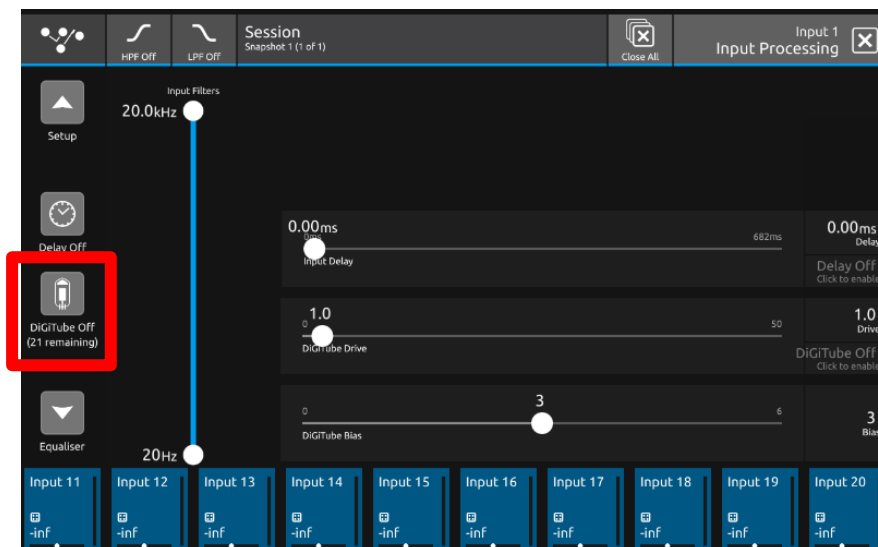 HPF Off
LPF Off
Session
Snapshot 1 (1 of 1)
Close All
Input 1
Input Processing
Setup
Input Filters
20.0kHz
Delay Off
0.00ms
0ms
682ms
Input Delay
0.00ms
Delay
Delay Off
Click to enable
DiGiTube Off
(21 remaining)
1.0
0
50
DiGiTube Drive
1.0
Drive
DiGiTube Off
Click to enable
3
0
6
DiGiTube Bias
3
Bias
Equaliser
20Hz
Input 11
Input 12
Input 13
Input 14
Input 15
Input 16
Input 17
Input 18
Input 19
Input 20
-inf
-inf
-inf
-inf
-inf
-inf
-inf
-inf
-inf
-inf